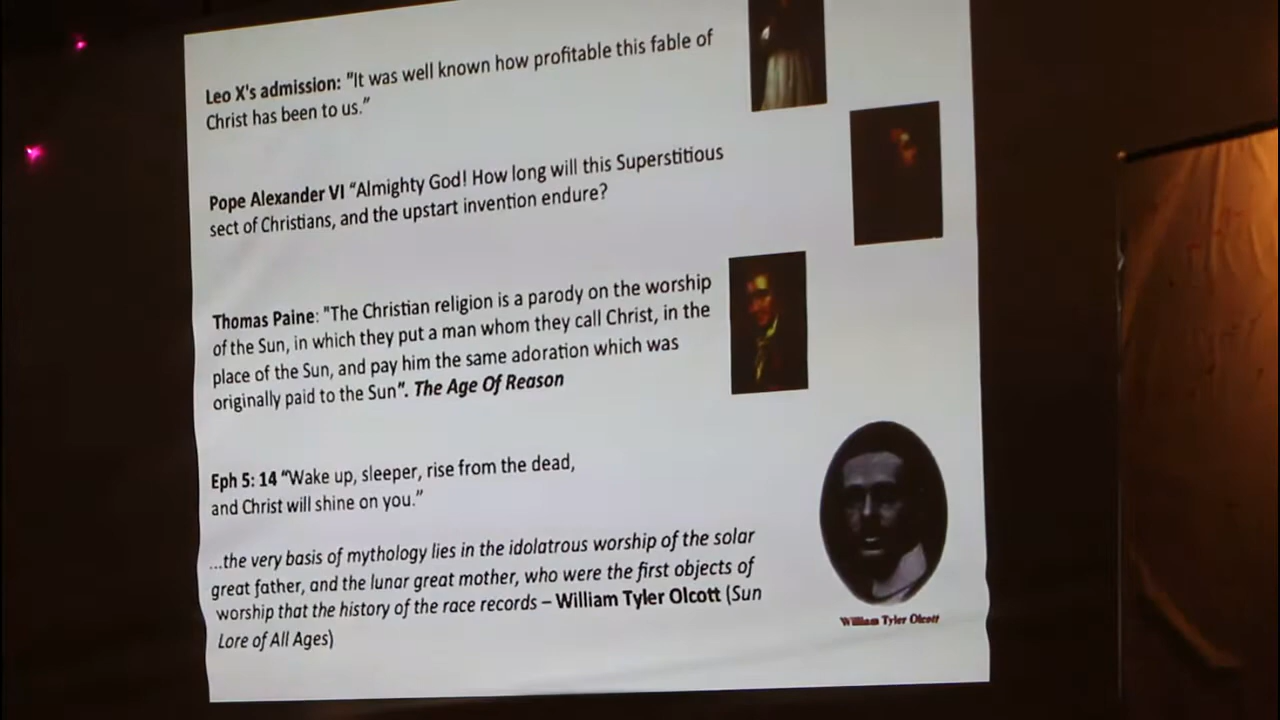 Leo X's admission: "It was well known how profitable this fable of
Christ has been to us."
Pope Alexander VI "Almighty God! How long will this Superstitious
sect of Christians, and the upstart invention endure?
Thomas Paine: "The Christian religion is a parody on the worship
of the Sun, in which they put a man whom they call Christ, in the
place of the Sun, and pay him the same adoration which was
originally paid to the Sun". The Age Of Reason
Eph 5: 14 "Wake up, sleeper, rise from the dead,
and Christ will shine on you."
...the very basis of mythology lies in the idolatrous worship of the solar
great father, and the lunar great mother, who were the first objects of
worship that the history of the race records – William Tyler Olcott (Sun
Lore of All Ages)
William Tyler Olcott